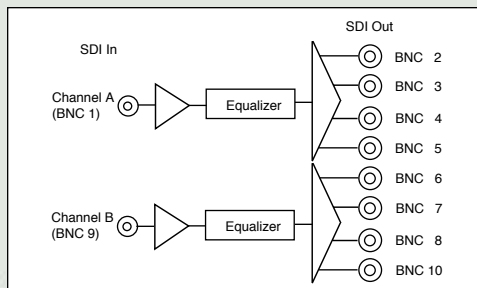 SDI Out
SDI In
BNC 2
BNC 3
Channel A
(BNC 1)
Equalizer
BNC 4
BNC 5
BNC 6
BNC 7
Channel B
(BNC 9)
Equalizer
BNC 8
BNC 10